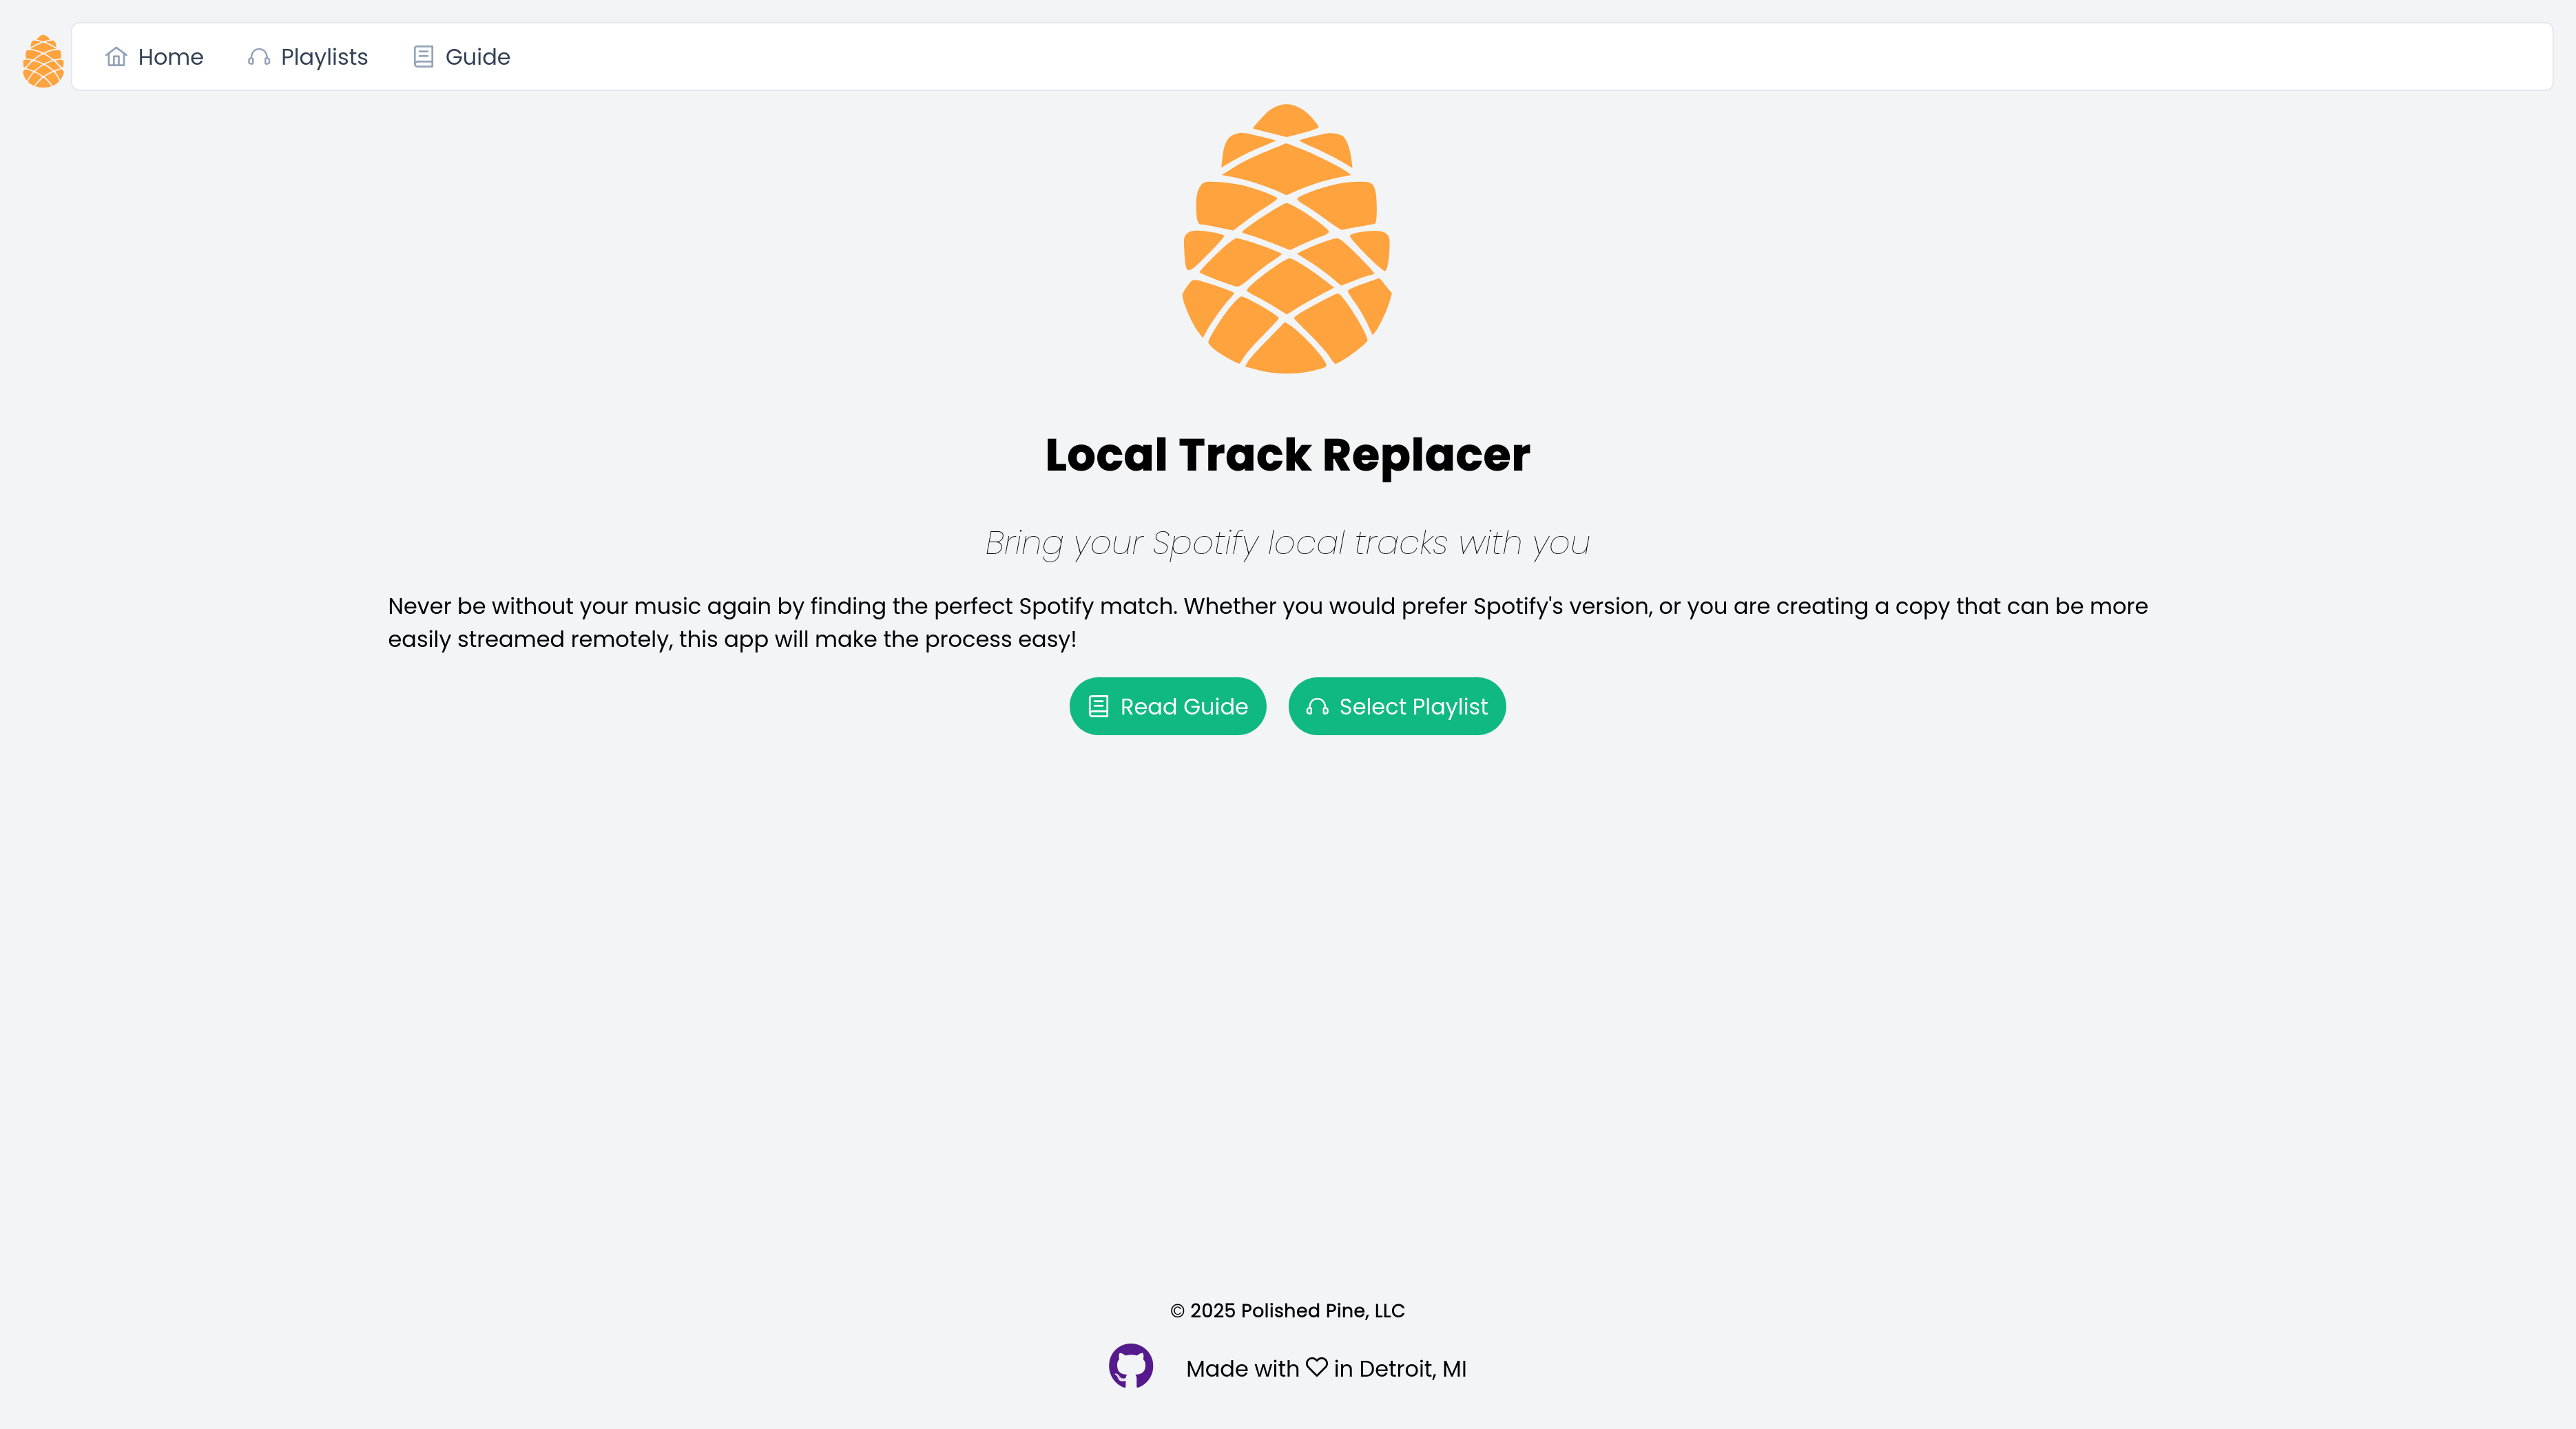 Home Playlists Guide
Local Track Replacer
Bring your Spotify local tracks with you
Never be without your music again by finding the perfect Spotify match. Whether you would prefer Spotify's version, or you are creating a copy that can be more
easily streamed remotely, this app will make the process easy!
Read Guide Select Playlist
© 2025 Polished Pine, LLC
Made with ♡ in Detroit, MI